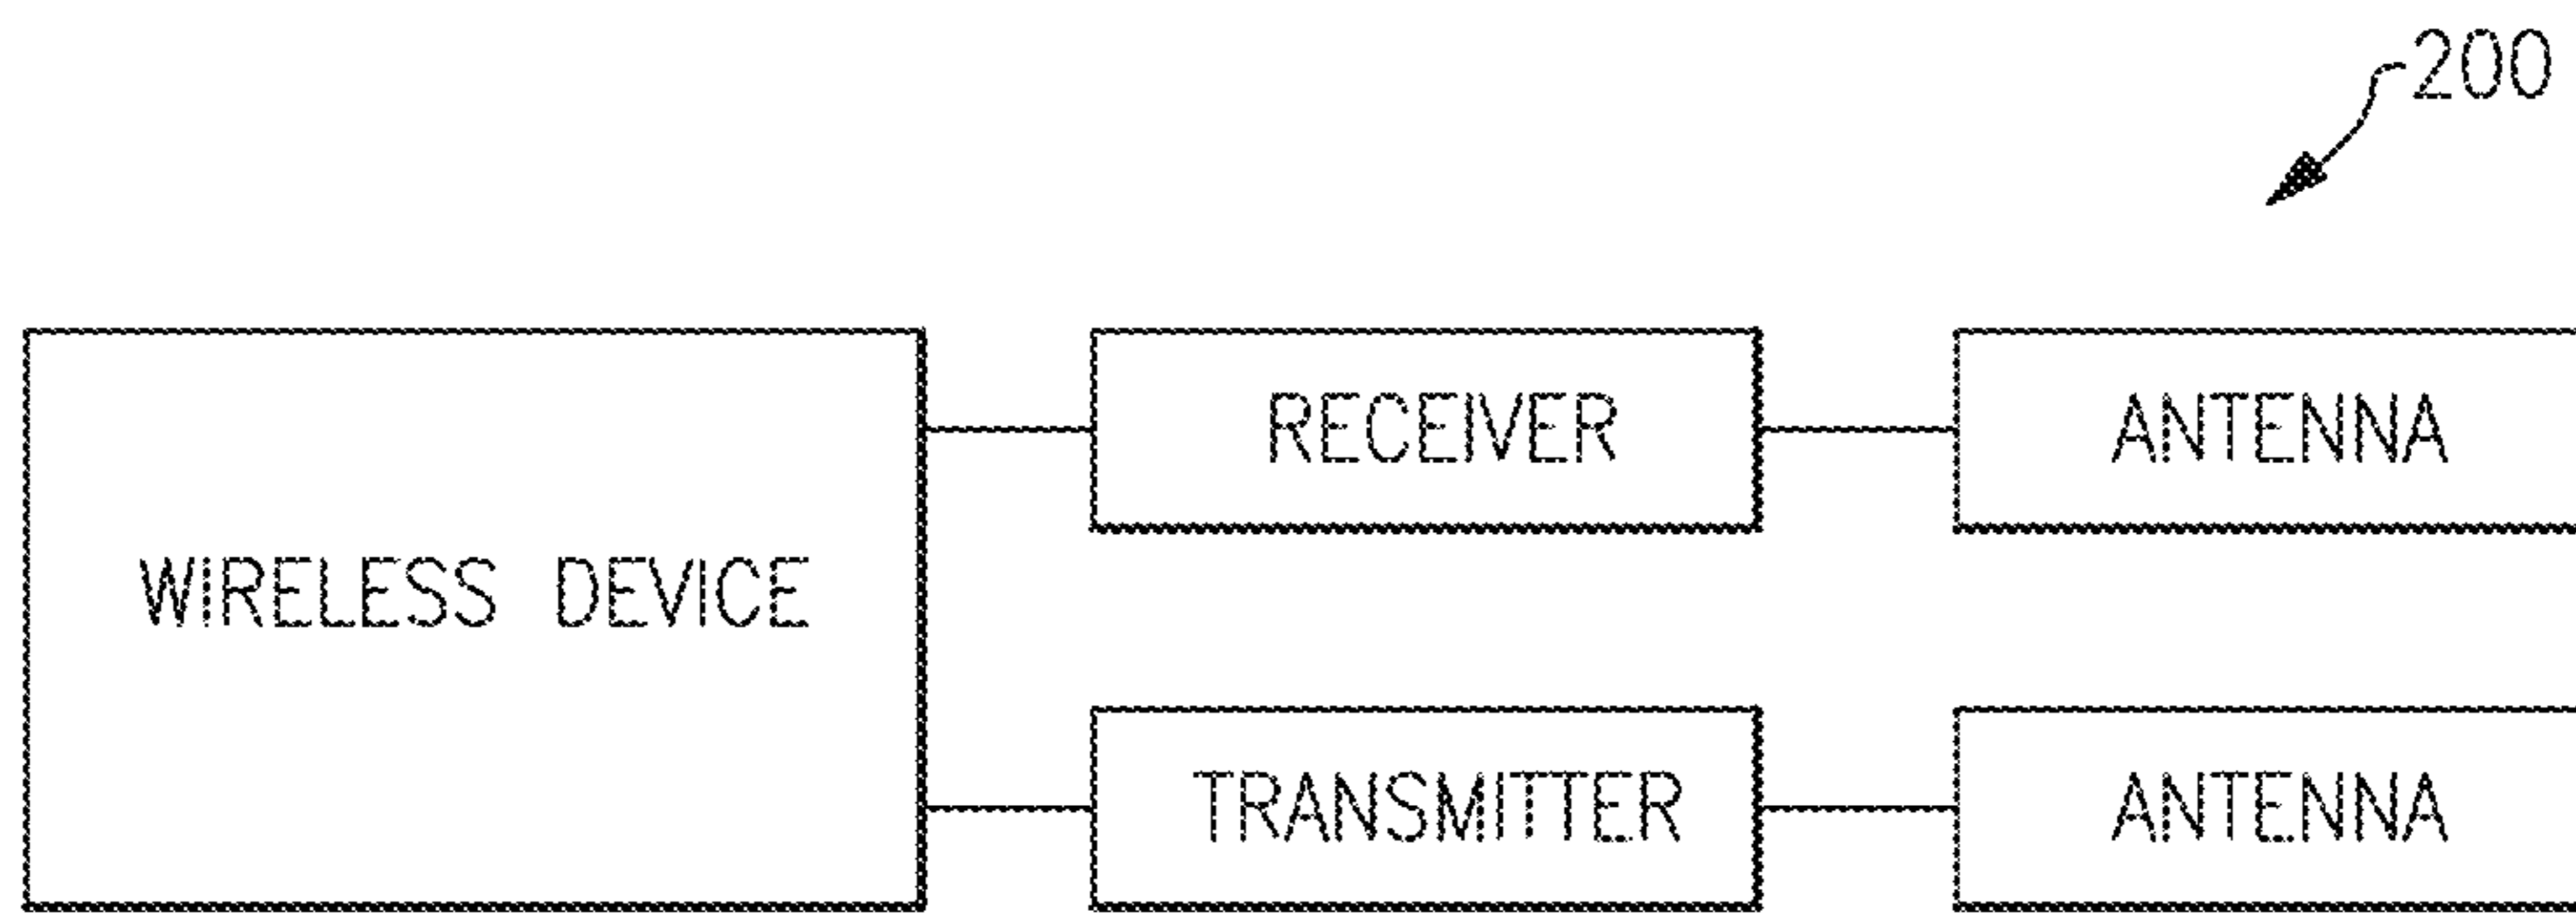 200
RECEIVER
ANTENNA
WIRELESS DEVICE
TRANSMITTER
ANTENNA